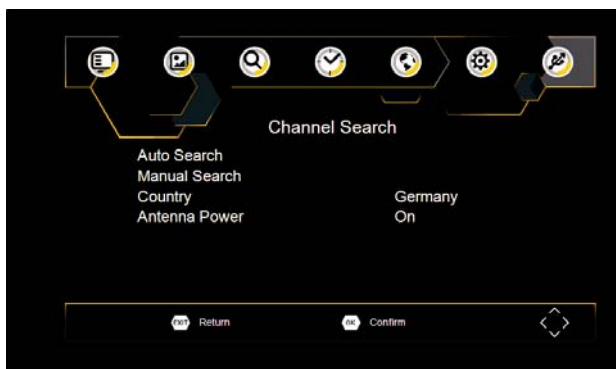 Channel Search
Auto Search
Manual Search
Country Germany
Antenna Power On
EXIT Return OK Confirm